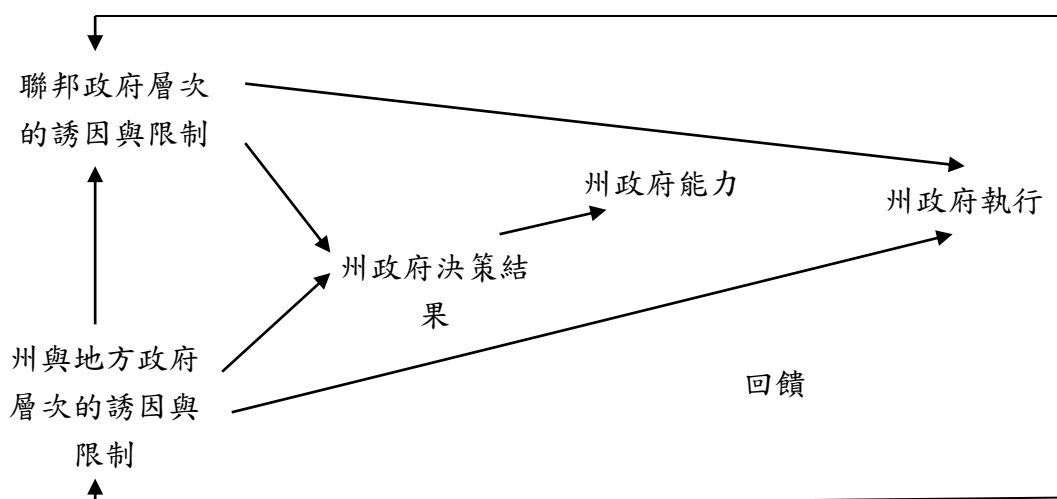 聯邦政府層次
的誘因與限制
州政府能力
州政府執行
州政府決策結
果
州與地方政府
層次的誘因與
限制
回饋